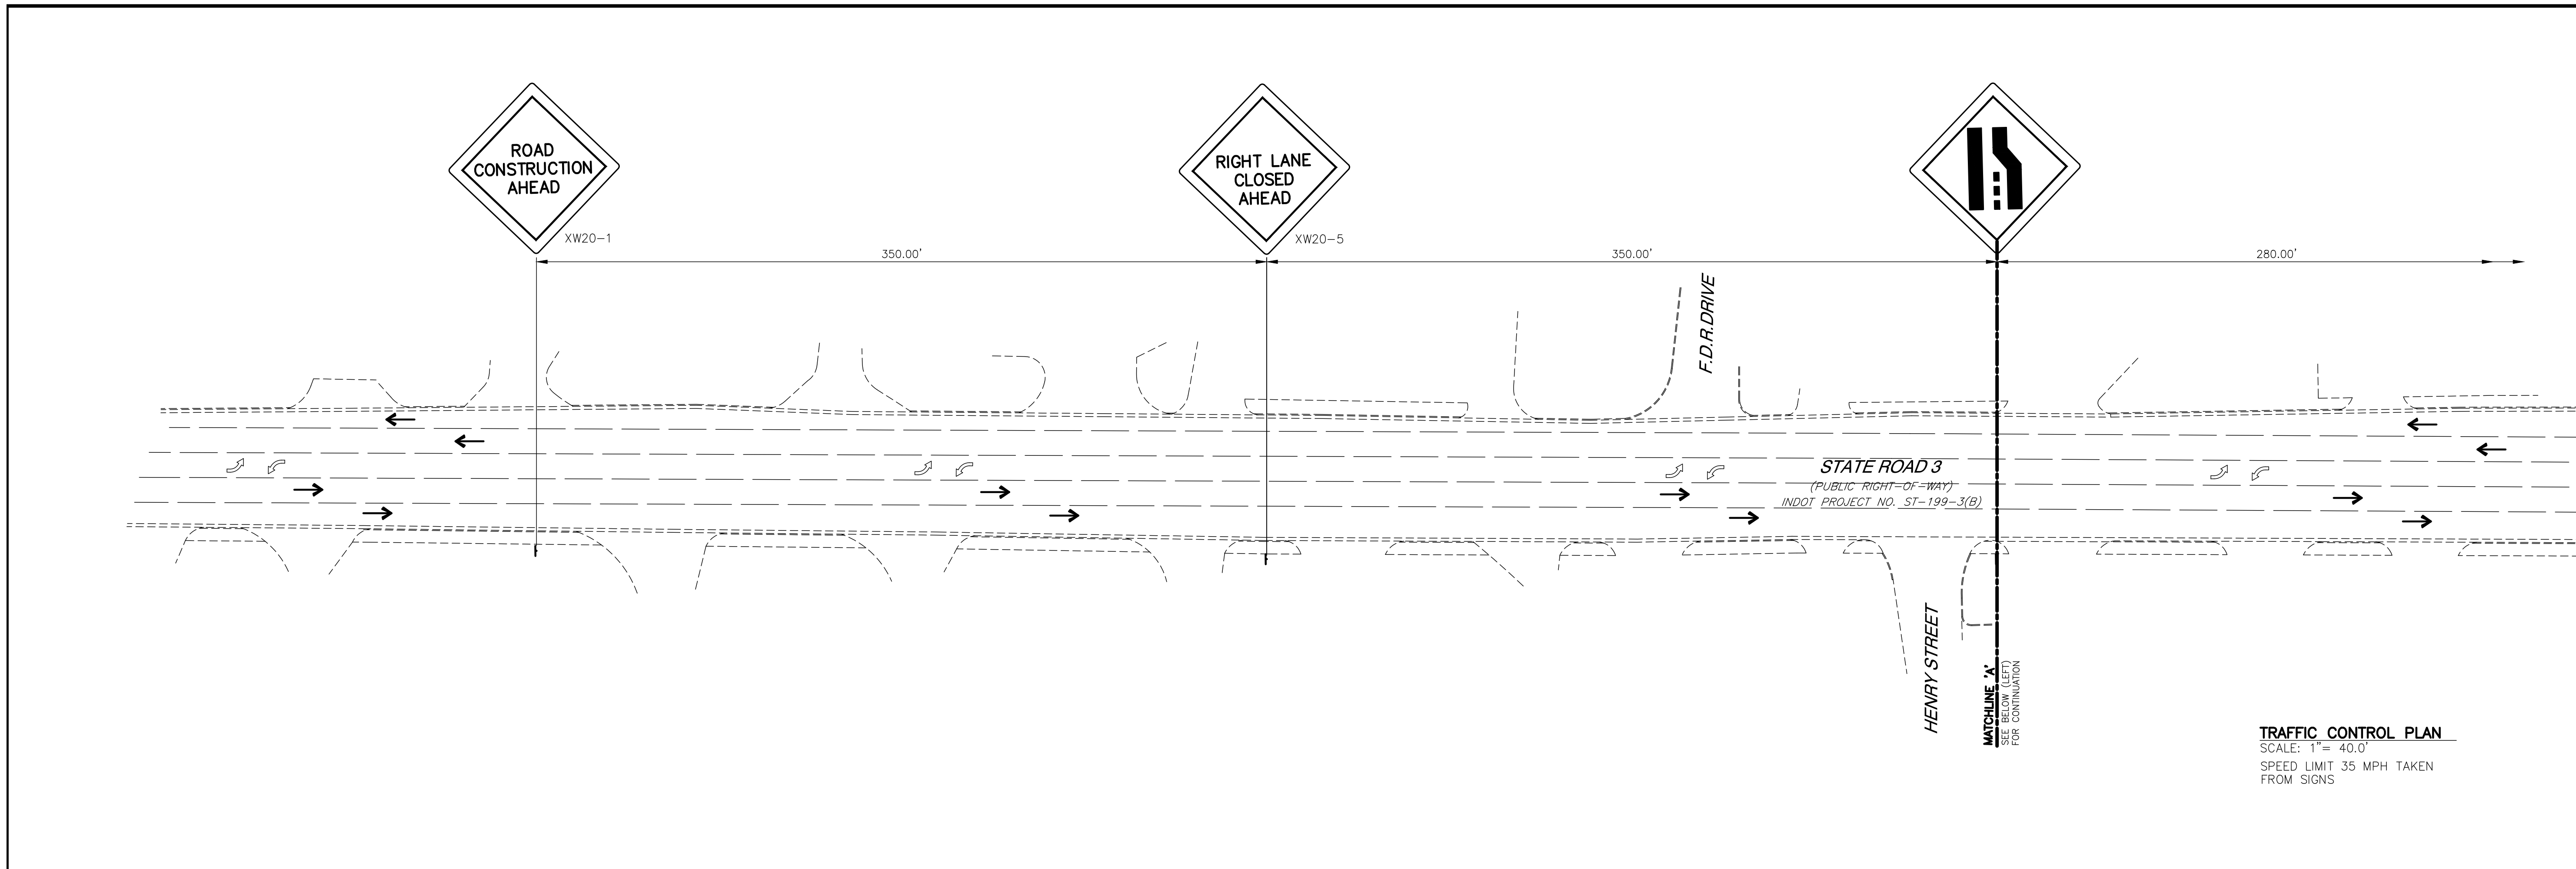 ROAD
CONSTRUCTION
AHEAD
XW20-1
RIGHT LANE
CLOSED
AHEAD
XW20-5
350.00'
350.00'
280.00'
F.D.R.DRIVE
STATE ROAD 3
(PUBLIC RIGHT-OF-WAY)
INDOT PROJECT NO. ST-199-3(B)
HENRY STREET
MATCHLINE 'A'
SEE BELOW (LEFT)
FOR CONTINUATION
TRAFFIC CONTROL PLAN
SCALE: 1"= 40.0'
SPEED LIMIT 35 MPH TAKEN
FROM SIGNS